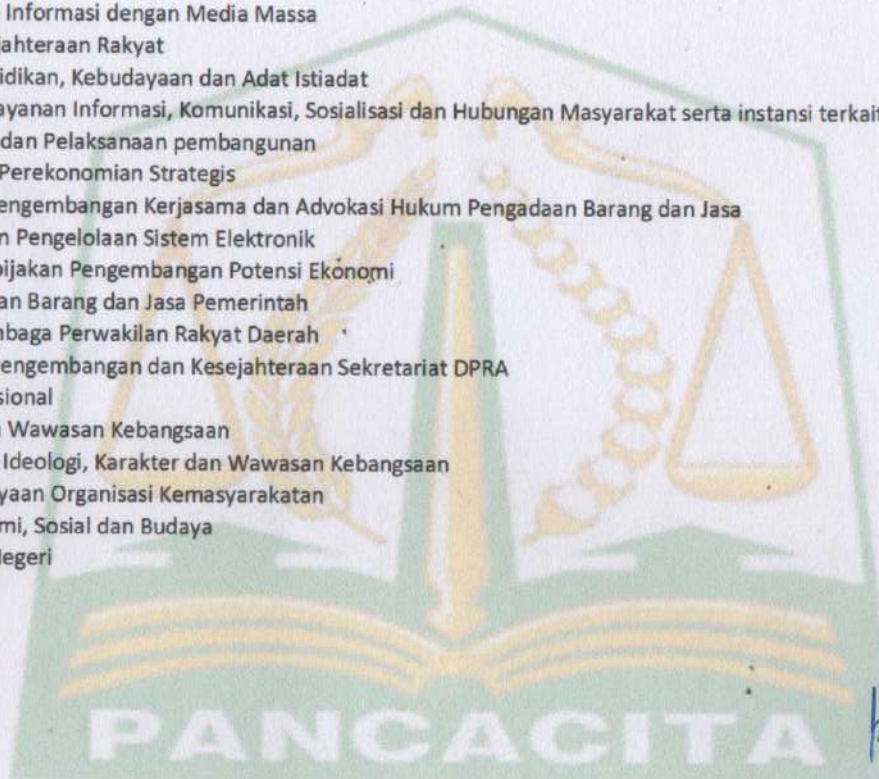 Informasi dengan Media Massa
jahteraan Rakyat
idikan, Kebudayaan dan Adat Istiadat
ayanan Informasi, Komunikasi, Sosialisasi dan Hubungan Masyarakat serta instansi terkait
dan Pelaksanaan pembangunan
Perekonomian Strategis
engembangan Kerjasama dan Advokasi Hukum Pengadaan Barang dan Jasa
n Pengelolaan Sistem Elektronik
bijakan Pengembangan Potensi Ekonomi
an Barang dan Jasa Pemerintah
mbaga Perwakilan Rakyat Daerah
engembangan dan Kesejahteraan Sekretariat DPRA
sional
n Wawasan Kebangsaan
Ideologi, Karakter dan Wawasan Kebangsaan
yaan Organisasi Kemasyarakatan
mi, Sosial dan Budaya
Negeri
PANCACITA